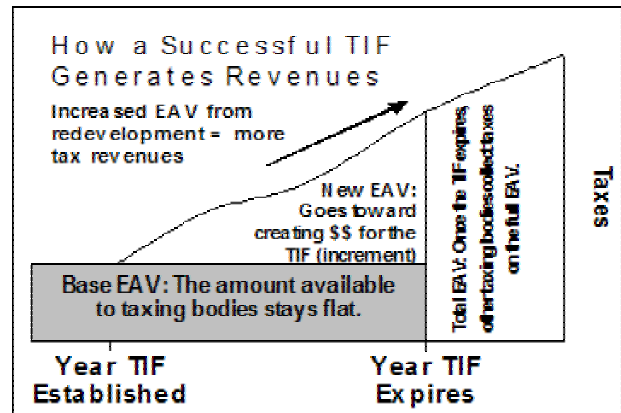 How a Successful TIF
Generates Revenues
Increased EAV from
redevelopment = more
tax revenues
New EAV:
Goes toward
creating $$ for the
TIF (increment)
Base EAV: The amount available
to taxing bodies stays flat.
Total EAV: Once the TIF expires,
other taxing bodies collect taxes
on the full EAV.
Taxes
Year TIF
Established
Year TIF
Expires